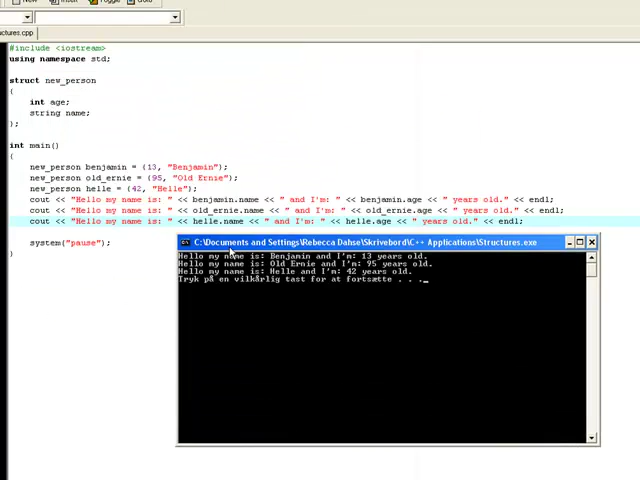 New Insert Toggle Goto
ctures.cpp
#include <iostream>
using namespace std;
struct new_person
{
int age;
string name;
};
int main()
{
new_person benjamin = {13, "Benjamin"};
new_person old_ernie = {95, "Old Ernie"};
new_person helle = {42, "Helle"};
cout << "Hello my name is: " << benjamin.name << " and I'm: " << benjamin.age << " years old." << endl;
cout << "Hello my name is: " << old_ernie.name << " and I'm: " << old_ernie.age << " years old." << endl;
cout << "Hello my name is: " << helle.name << " and I'm: " << helle.age << " years old." << endl;
system("pause");
}
C:\Documents and Settings\Rebecca Dahse\Skrivebord\C++ Applications\Structures.exe
Hello my name is: Benjamin and I'm: 13 years old.
Hello my name is: Old Ernie and I'm: 95 years old.
Hello my name is: Helle and I'm: 42 years old.
Tryk på en vilkårlig tast for at fortsætte . . ._